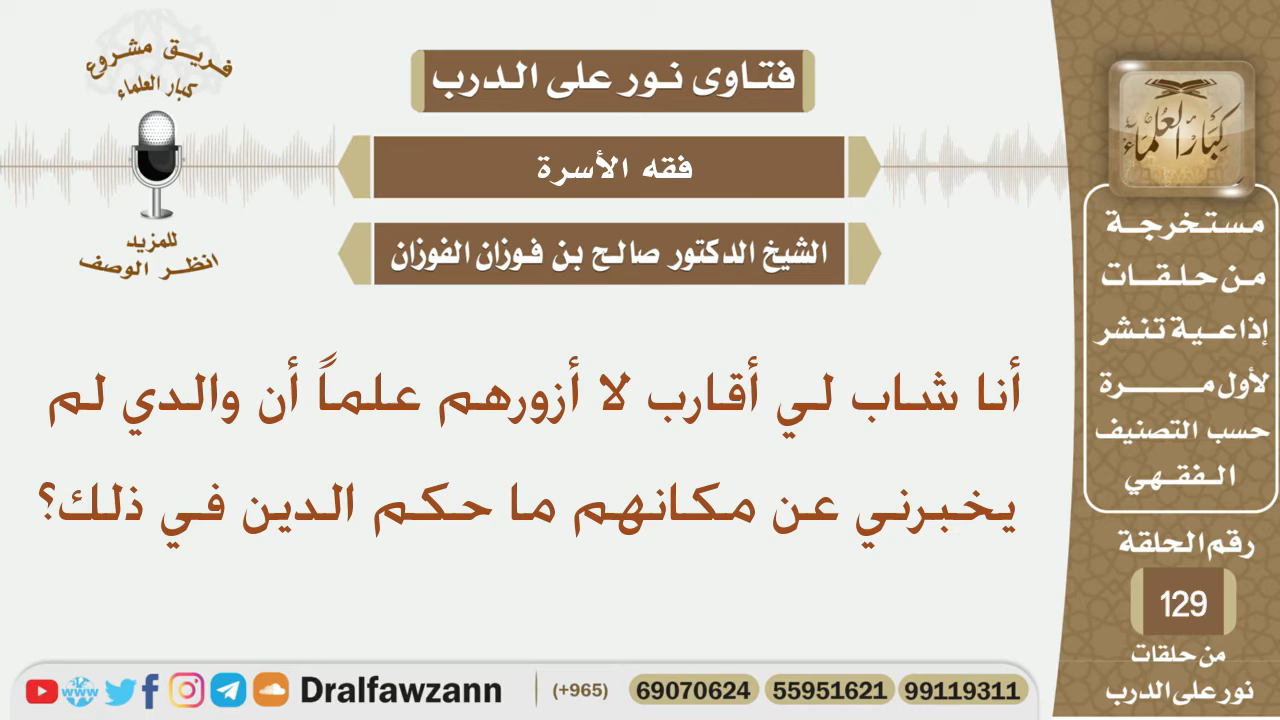 فريق مشروع
كبار العلماء
للمزيد
انظر الوصف
فتاوى نور على الدرب
فقه الأسرة
الشيخ الدكتور صالح بن فوزان الفوزان
أنا شاب لي أقارب لا أزورهم علماً أن والدي لم
يخبرني عن مكانهم ما حكم الدين في ذلك؟
كبار العلماء
مستخرجة
من حلقات
إذاعية تنشر
لأول مرة
حسب التصنيف
الفقهي
رقم الحلقة
129
من حلقات
نور على الدرب
www Dralfawzann (+965) 69070624 55951621 99119311